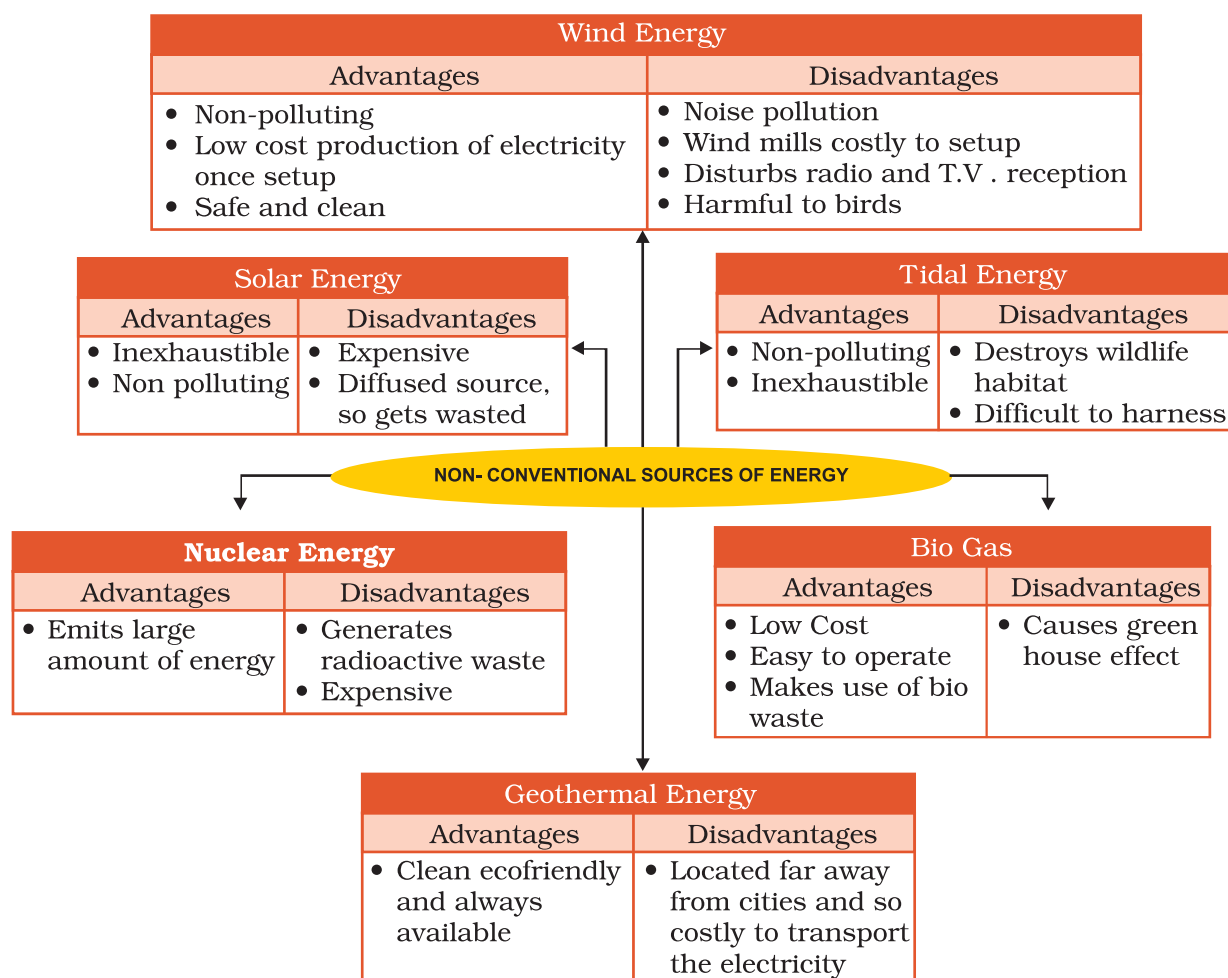 Wind Energy
Advantages
Disadvantages
• Non-polluting
• Low cost production of electricity
once setup
• Safe and clean
• Noise pollution
• Wind mills costly to setup
• Disturbs radio and T.V . reception
• Harmful to birds
Solar Energy
Advantages
Disadvantages
• Inexhaustible
• Non polluting
• Expensive
• Diffused source,
so gets wasted
Tidal Energy
Advantages
Disadvantages
• Non-polluting
• Inexhaustible
• Destroys wildlife
habitat
• Difficult to harness
NON- CONVENTIONAL SOURCES OF ENERGY
Nuclear Energy
Advantages
Disadvantages
• Emits large
amount of energy
• Generates
radioactive waste
• Expensive
Bio Gas
Advantages
Disadvantages
• Low Cost
• Easy to operate
• Makes use of bio
waste
• Causes green
house effect
Geothermal Energy
Advantages
Disadvantages
• Clean ecofriendly
and always
available
• Located far away
from cities and so
costly to transport
the electricity